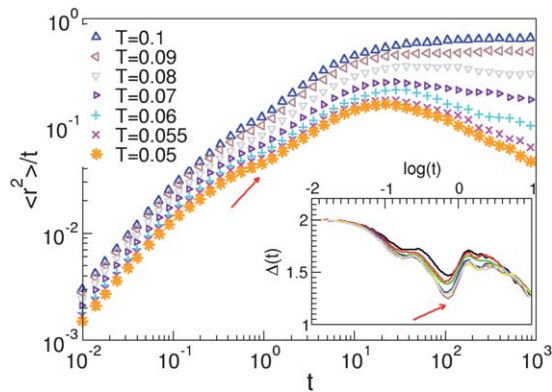 10^0
10^-1
10^-2
10^-3
<r^2>/t
T=0.1
T=0.09
T=0.08
T=0.07
T=0.06
T=0.055
T=0.05
log(t)
-2 -1 0 1
2
1.5
1
Δ(t)
10^-2 10^-1 10^0 10^1 10^2 10^3
t